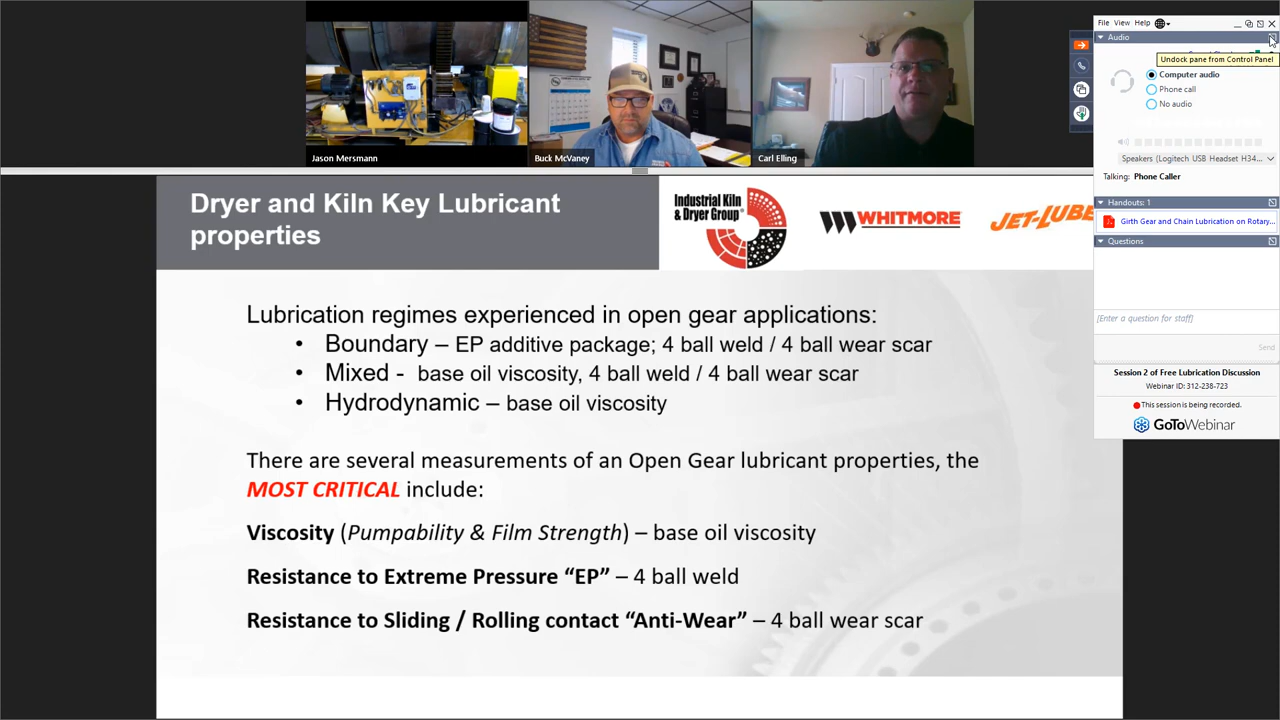 Jason Mersmann
Buck McVaney
Carl Elling
File View Help
Audio
Undock pane from Control Panel
Computer audio
Phone call
No audio
Speakers (Logitech USB Headset H34...
Talking: Phone Caller
Handouts: 1
Girth Gear and Chain Lubrication on Rotary...
Questions
[Enter a question for staff]
Send
Session 2 of Free Lubrication Discussion
Webinar ID: 312-238-723
This session is being recorded.
GoToWebinar
Dryer and Kiln Key Lubricant
properties
Industrial Kiln
& Dryer Group
WHITMORE
JET-LUBE
Lubrication regimes experienced in open gear applications:
• Boundary – EP additive package; 4 ball weld / 4 ball wear scar
• Mixed - base oil viscosity, 4 ball weld / 4 ball wear scar
• Hydrodynamic – base oil viscosity
There are several measurements of an Open Gear lubricant properties, the
MOST CRITICAL include:
Viscosity (Pumpability & Film Strength) – base oil viscosity
Resistance to Extreme Pressure “EP” – 4 ball weld
Resistance to Sliding / Rolling contact “Anti-Wear” – 4 ball wear scar